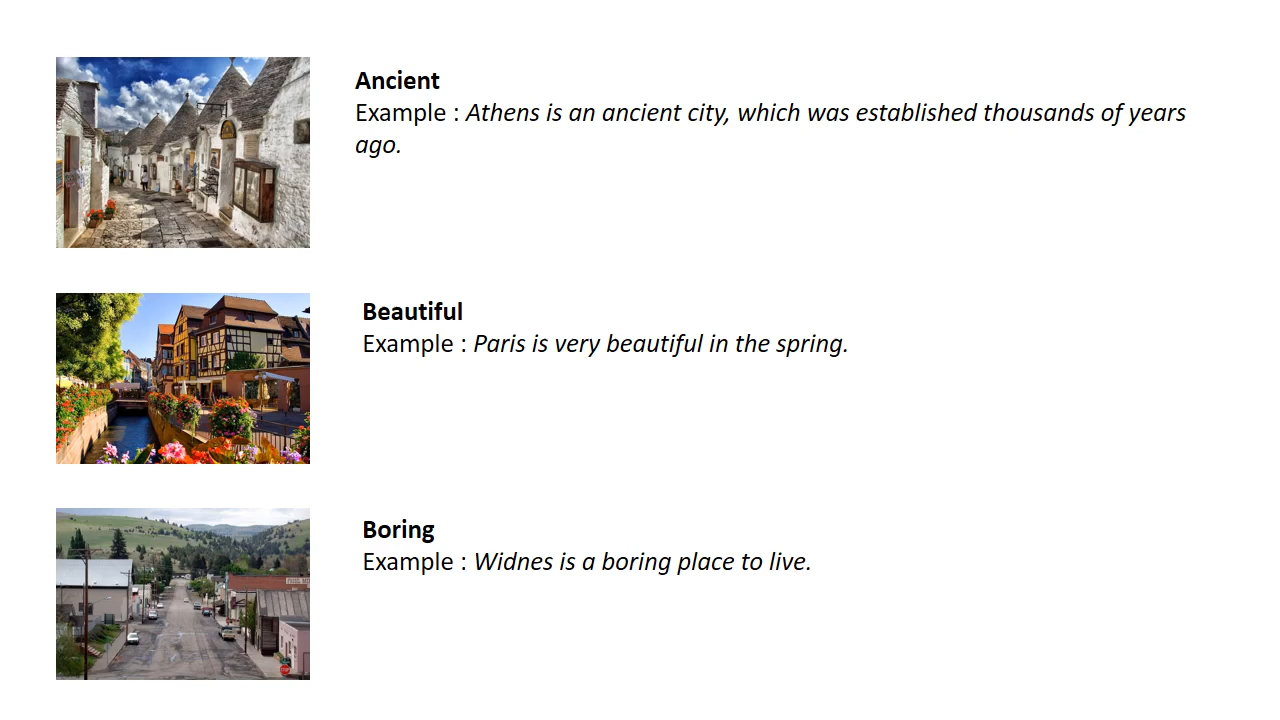 Ancient
Example : Athens is an ancient city, which was established thousands of years
ago.
Beautiful
Example : Paris is very beautiful in the spring.
Boring
Example : Widnes is a boring place to live.